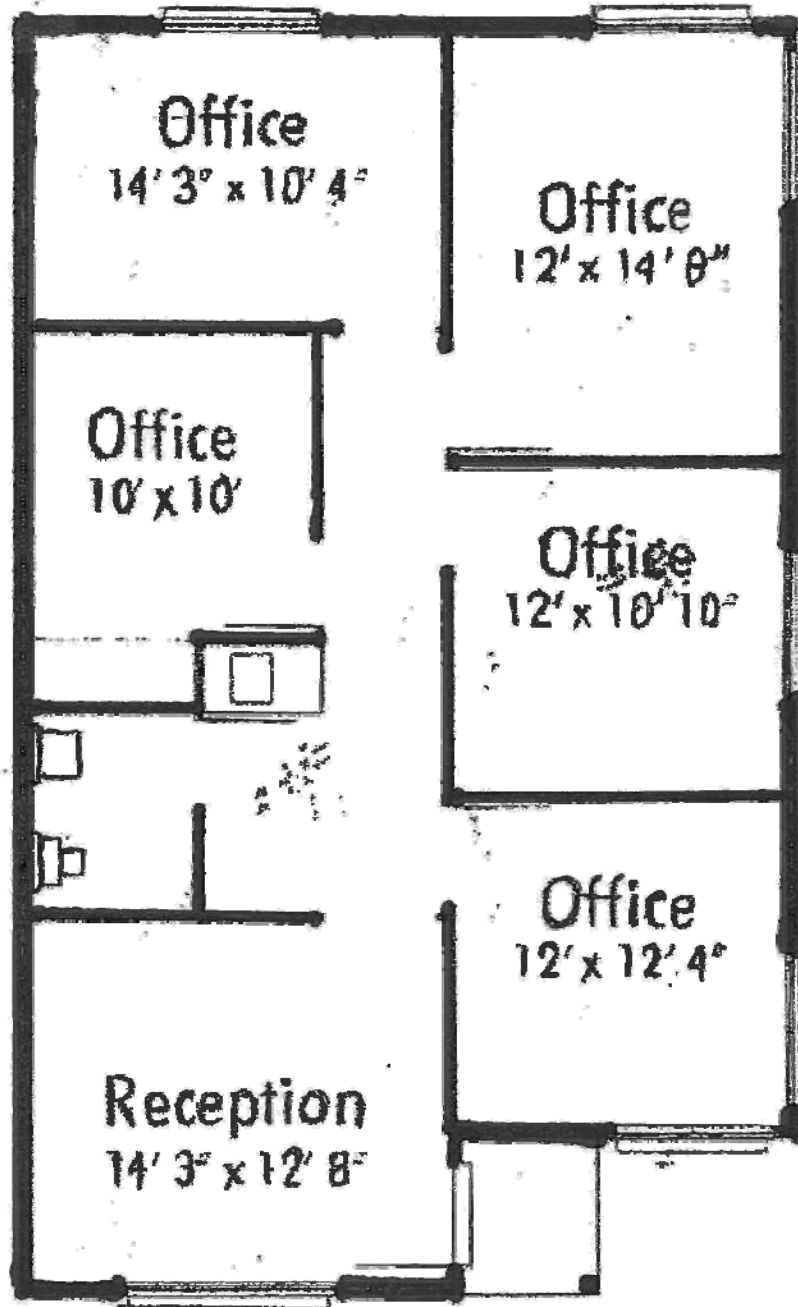 Office
14' 3" x 10' 4"
Office
12' x 14' 8"
Office
10' x 10'
Office
12' x 10' 10"
Office
12' x 12' 4"
Reception
14' 3" x 12' 8"